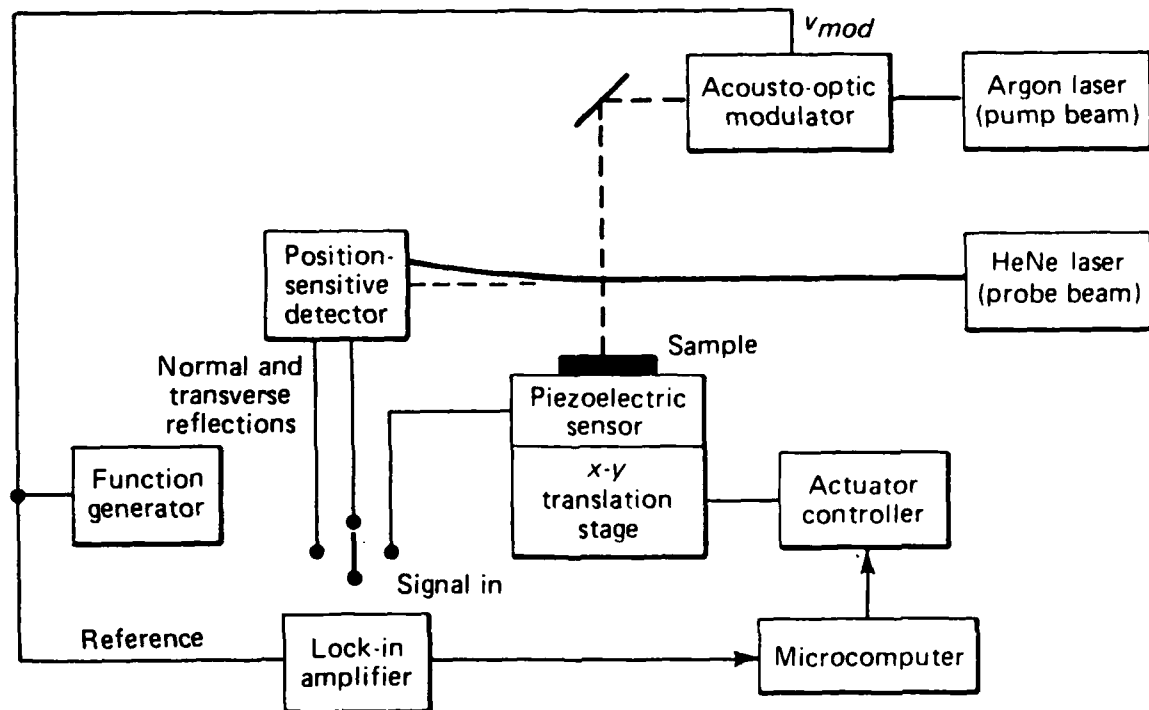 v mod
Acousto-optic
modulator
Argon laser
(pump beam)
Position-
sensitive
detector
HeNe laser
(probe beam)
Sample
Normal and
transverse
reflections
Piezoelectric
sensor
x-y
translation
stage
Function
generator
Actuator
controller
Signal in
Reference
Lock-in
amplifier
Microcomputer